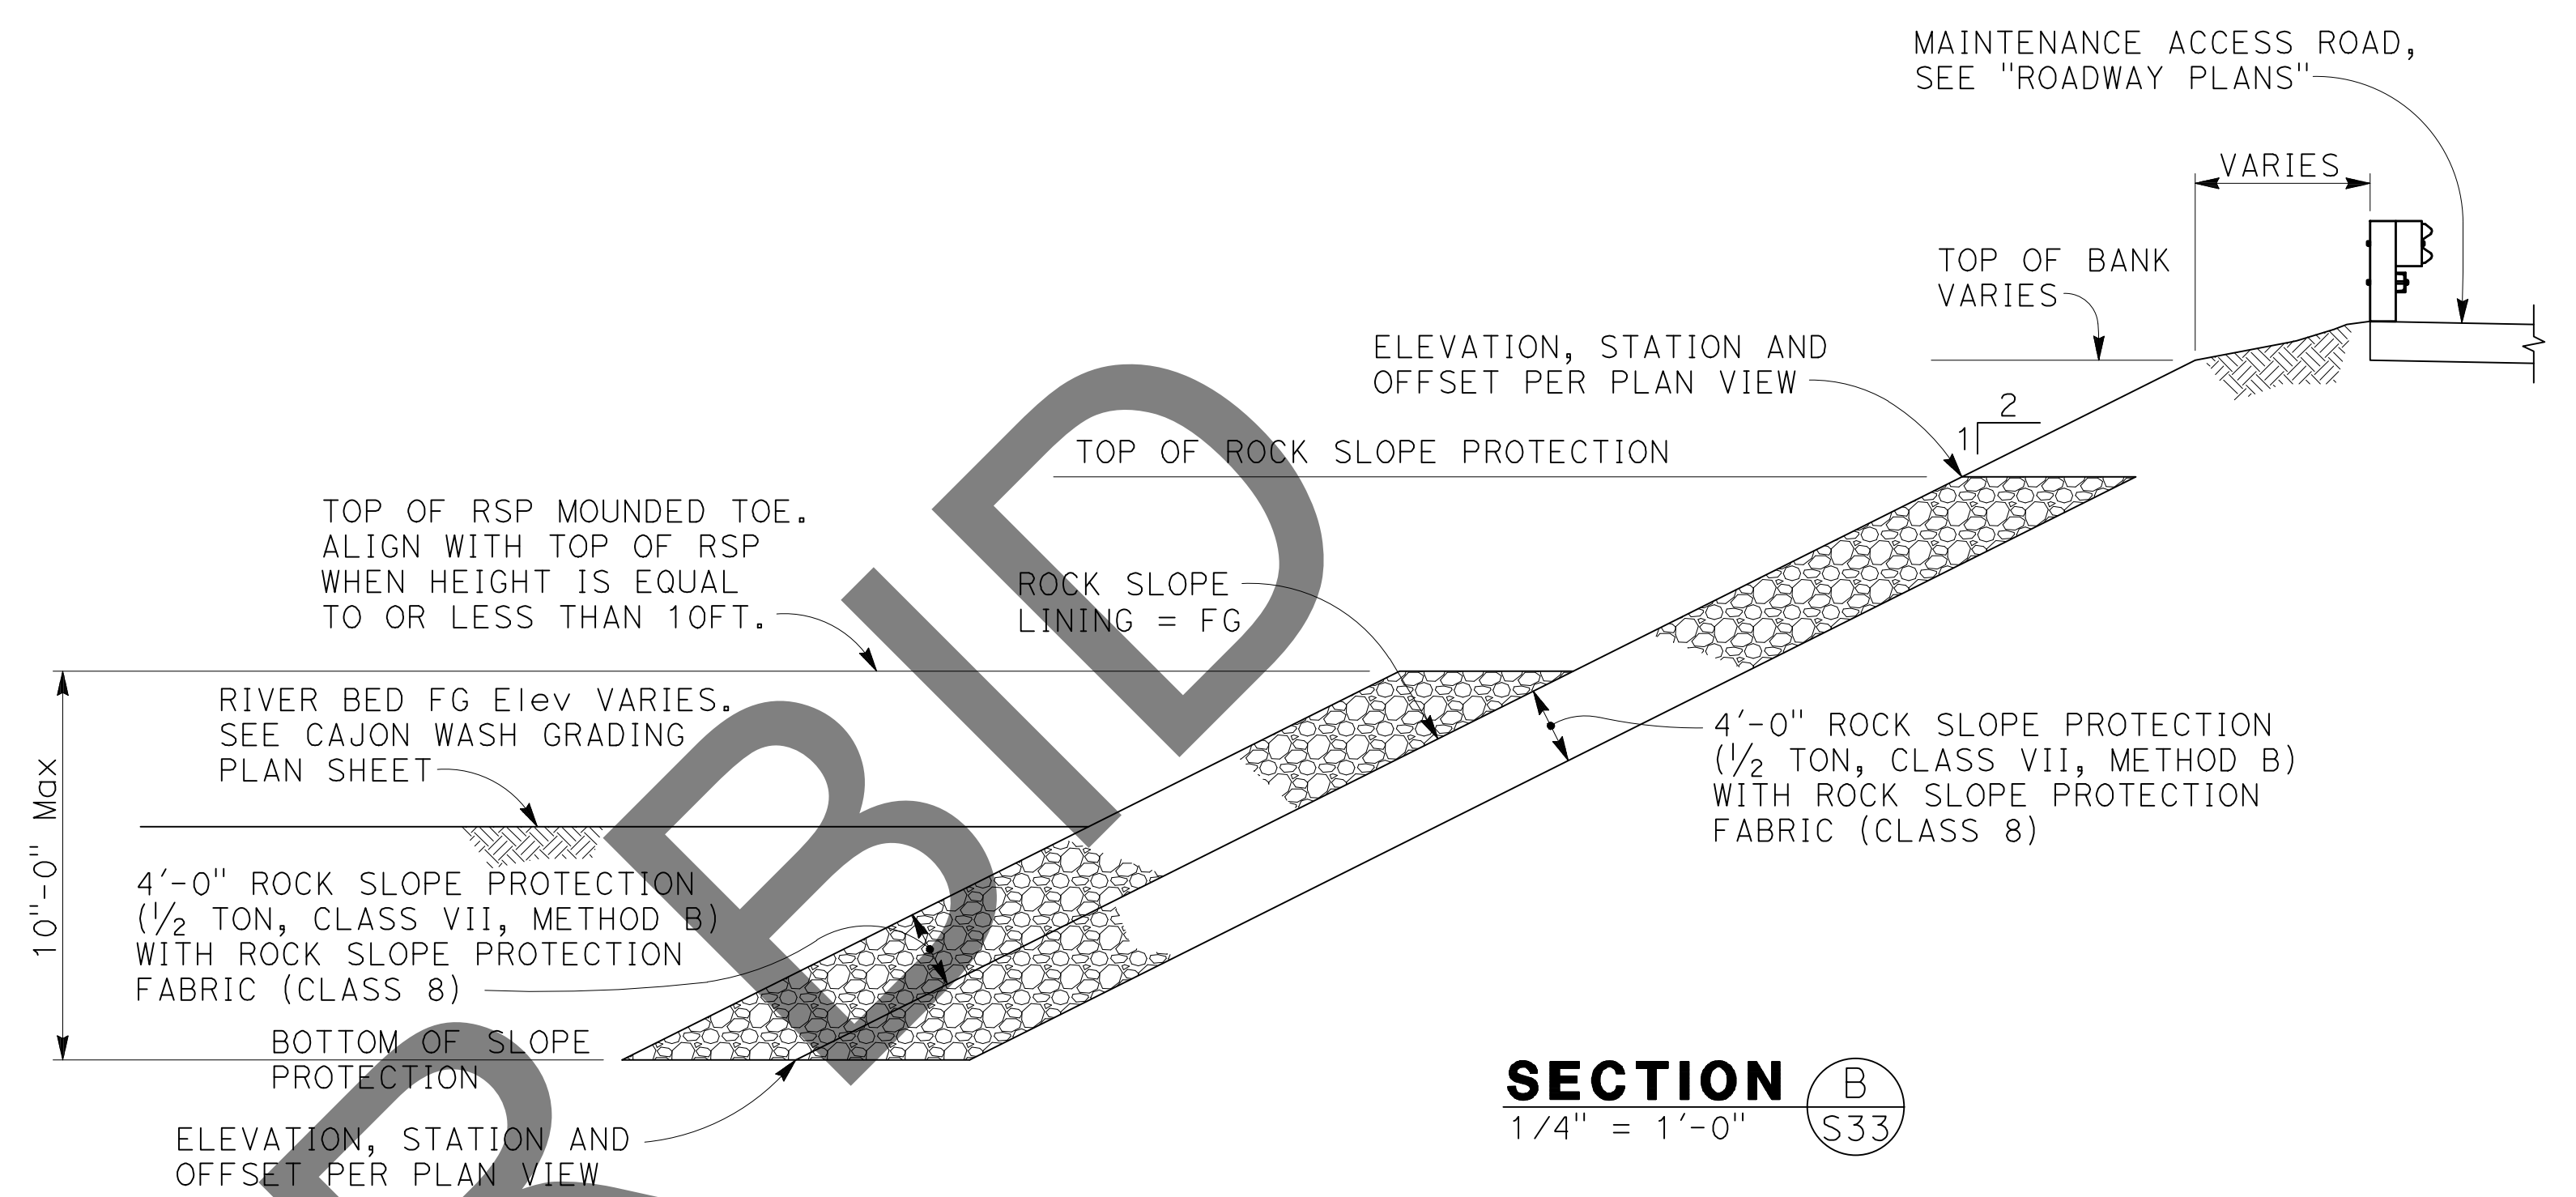 MAINTENANCE ACCESS ROAD,
SEE "ROADWAY PLANS"
VARIES
TOP OF BANK
VARIES
ELEVATION, STATION AND
OFFSET PER PLAN VIEW
2
1
TOP OF ROCK SLOPE PROTECTION
TOP OF RSP MOUNDED TOE.
ALIGN WITH TOP OF RSP
WHEN HEIGHT IS EQUAL
TO OR LESS THAN 10FT.
ROCK SLOPE
LINING = FG
RIVER BED FG Elev VARIES.
SEE CAJON WASH GRADING
PLAN SHEET
10"-0" Max
4'-0" ROCK SLOPE PROTECTION
(1/2 TON, CLASS VII, METHOD B)
WITH ROCK SLOPE PROTECTION
FABRIC (CLASS 8)
4'-0" ROCK SLOPE PROTECTION
(1/2 TON, CLASS VII, METHOD B)
WITH ROCK SLOPE PROTECTION
FABRIC (CLASS 8)
BOTTOM OF SLOPE
PROTECTION
ELEVATION, STATION AND
OFFSET PER PLAN VIEW
SECTION B
1/4" = 1'-0" S33
BID